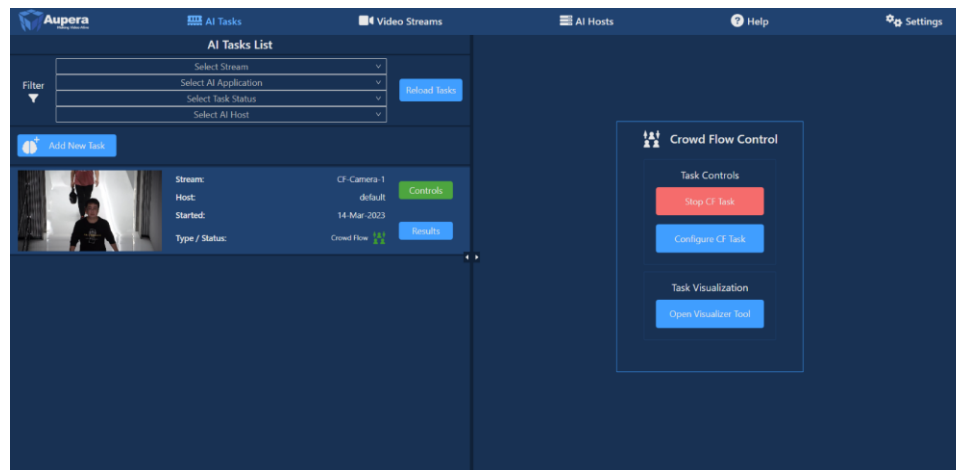 Aupera
AI Tasks
Video Streams
AI Hosts
Help
Settings
AI Tasks List
Filter
Select Stream
Select AI Application
Select Task Status
Select AI Host
Reload Tasks
Add New Task
Stream: CF-Camera-1
Host: default
Started: 14-Mar-2023
Type / Status: Crowd Flow
Controls
Results
Crowd Flow Control
Task Controls
Stop CF Task
Configure CF Task
Task Visualization
Open Visualizer Tool